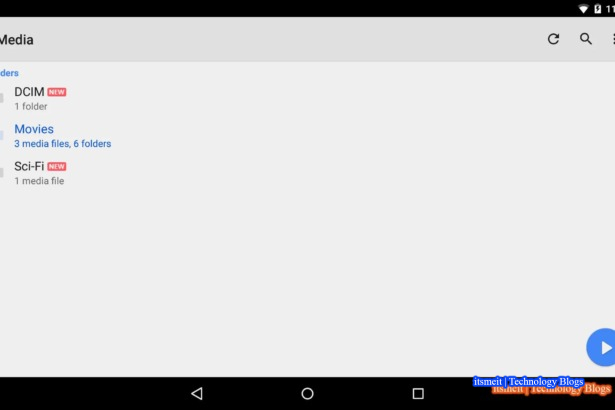 11
Media
ders
DCIM NEW
1 folder
Movies
3 media files, 6 folders
Sci-Fi NEW
1 media file
itsmeit | Technology Blogs
itsmeit | Technology Blogs